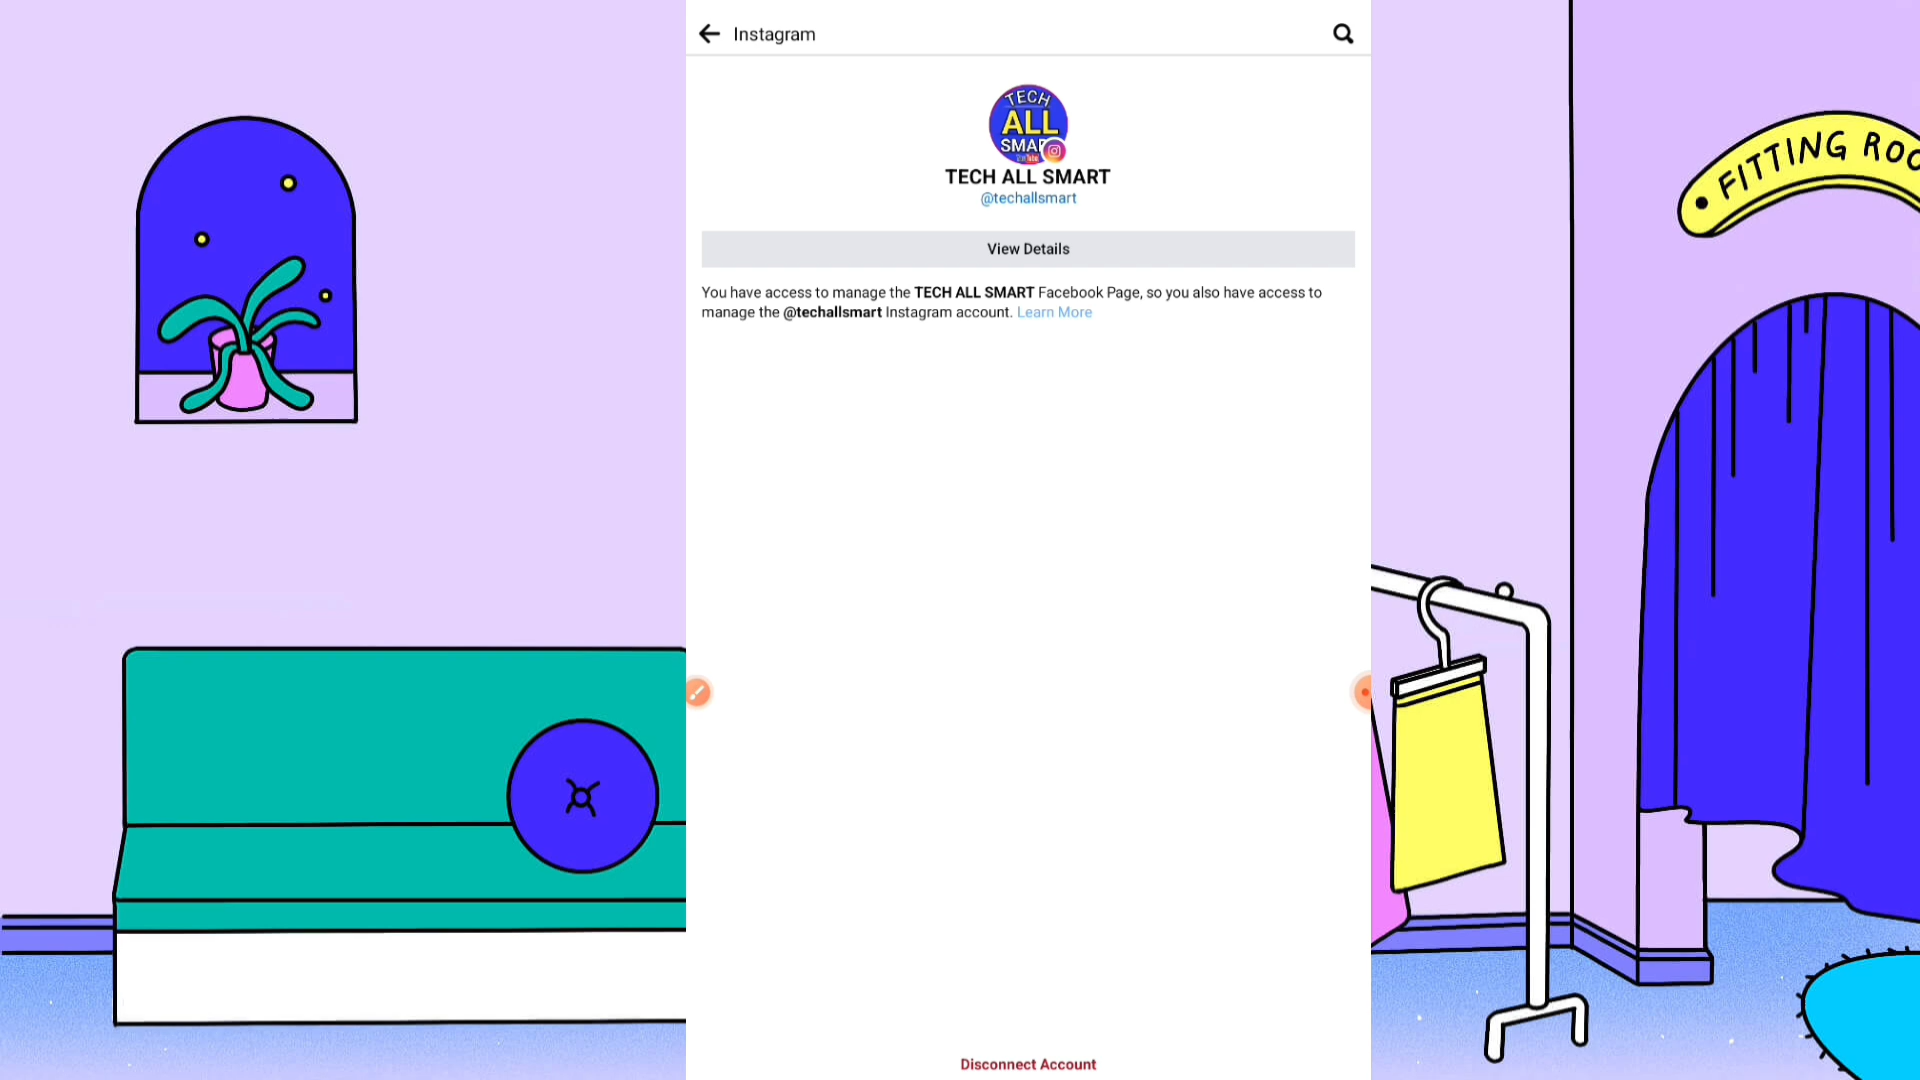 Instagram
TECH
ALL
TECH ALL SMART
@techallsmart
View Details
You have access to manage the TECH ALL SMART Facebook Page, so you also have access to
manage the @techallsmart Instagram account. Learn More
FITTING ROO
Disconnect Account